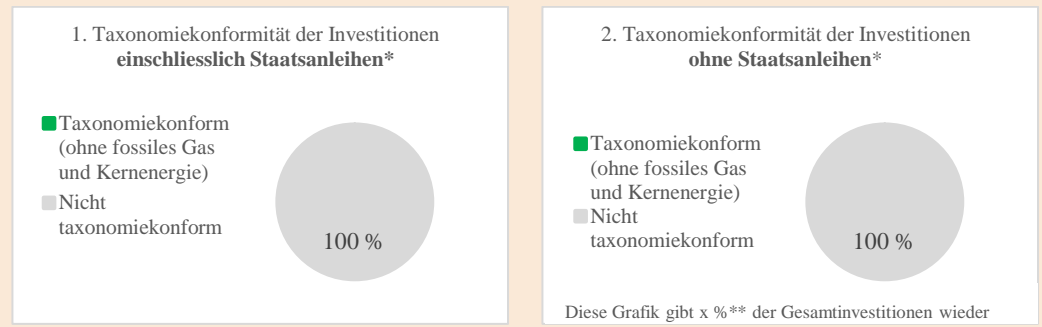 1. Taxonomiekonformität der Investitionen
einschliesslich Staatsanleihen*
Taxonomiekonform
(ohne fossiles Gas
und Kernenergie)
Nicht
taxonomiekonform
100 %
2. Taxonomiekonformität der Investitionen
ohne Staatsanleihen*
Taxonomiekonform
(ohne fossiles Gas
und Kernenergie)
Nicht
taxonomiekonform
100 %
Diese Grafik gibt x %** der Gesamtinvestitionen wieder